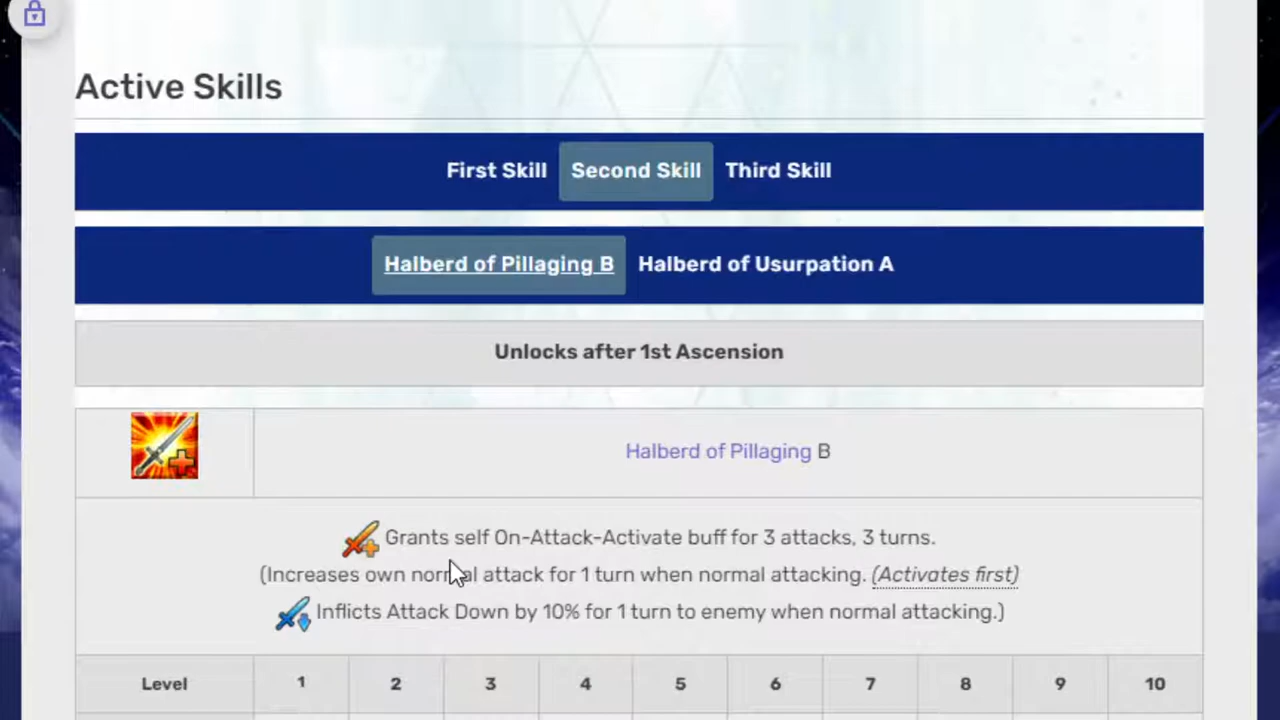 Active Skills
First Skill Second Skill Third Skill
Halberd of Pillaging B Halberd of Usurpation A
Unlocks after 1st Ascension
Halberd of Pillaging B
Grants self On-Attack-Activate buff for 3 attacks, 3 turns.
(Increases own normal attack for 1 turn when normal attacking. (Activates first)
Inflicts Attack Down by 10% for 1 turn to enemy when normal attacking.)
Level 1 2 3 4 5 6 7 8 9 10